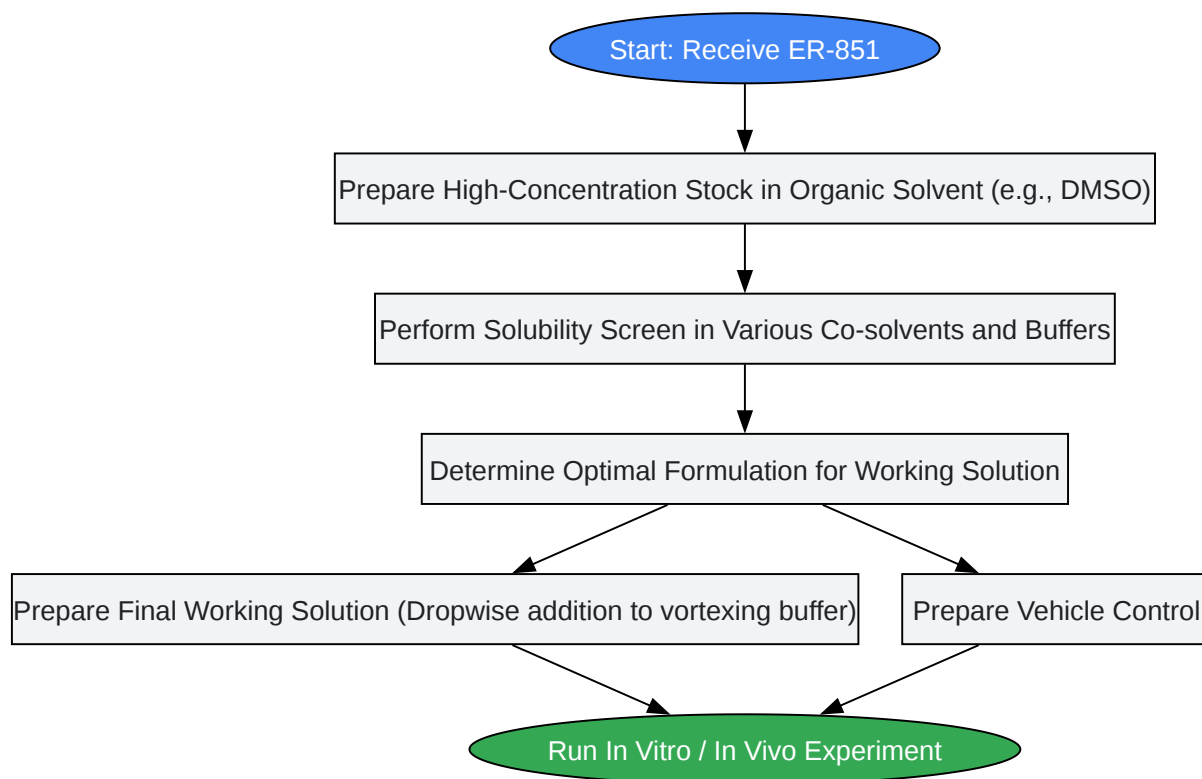 Start: Receive ER-851
Prepare High-Concentration Stock in Organic Solvent (e.g., DMSO)
Perform Solubility Screen in Various Co-solvents and Buffers
Determine Optimal Formulation for Working Solution
Prepare Final Working Solution (Dropwise addition to vortexing buffer)
Prepare Vehicle Control
Run In Vitro / In Vivo Experiment